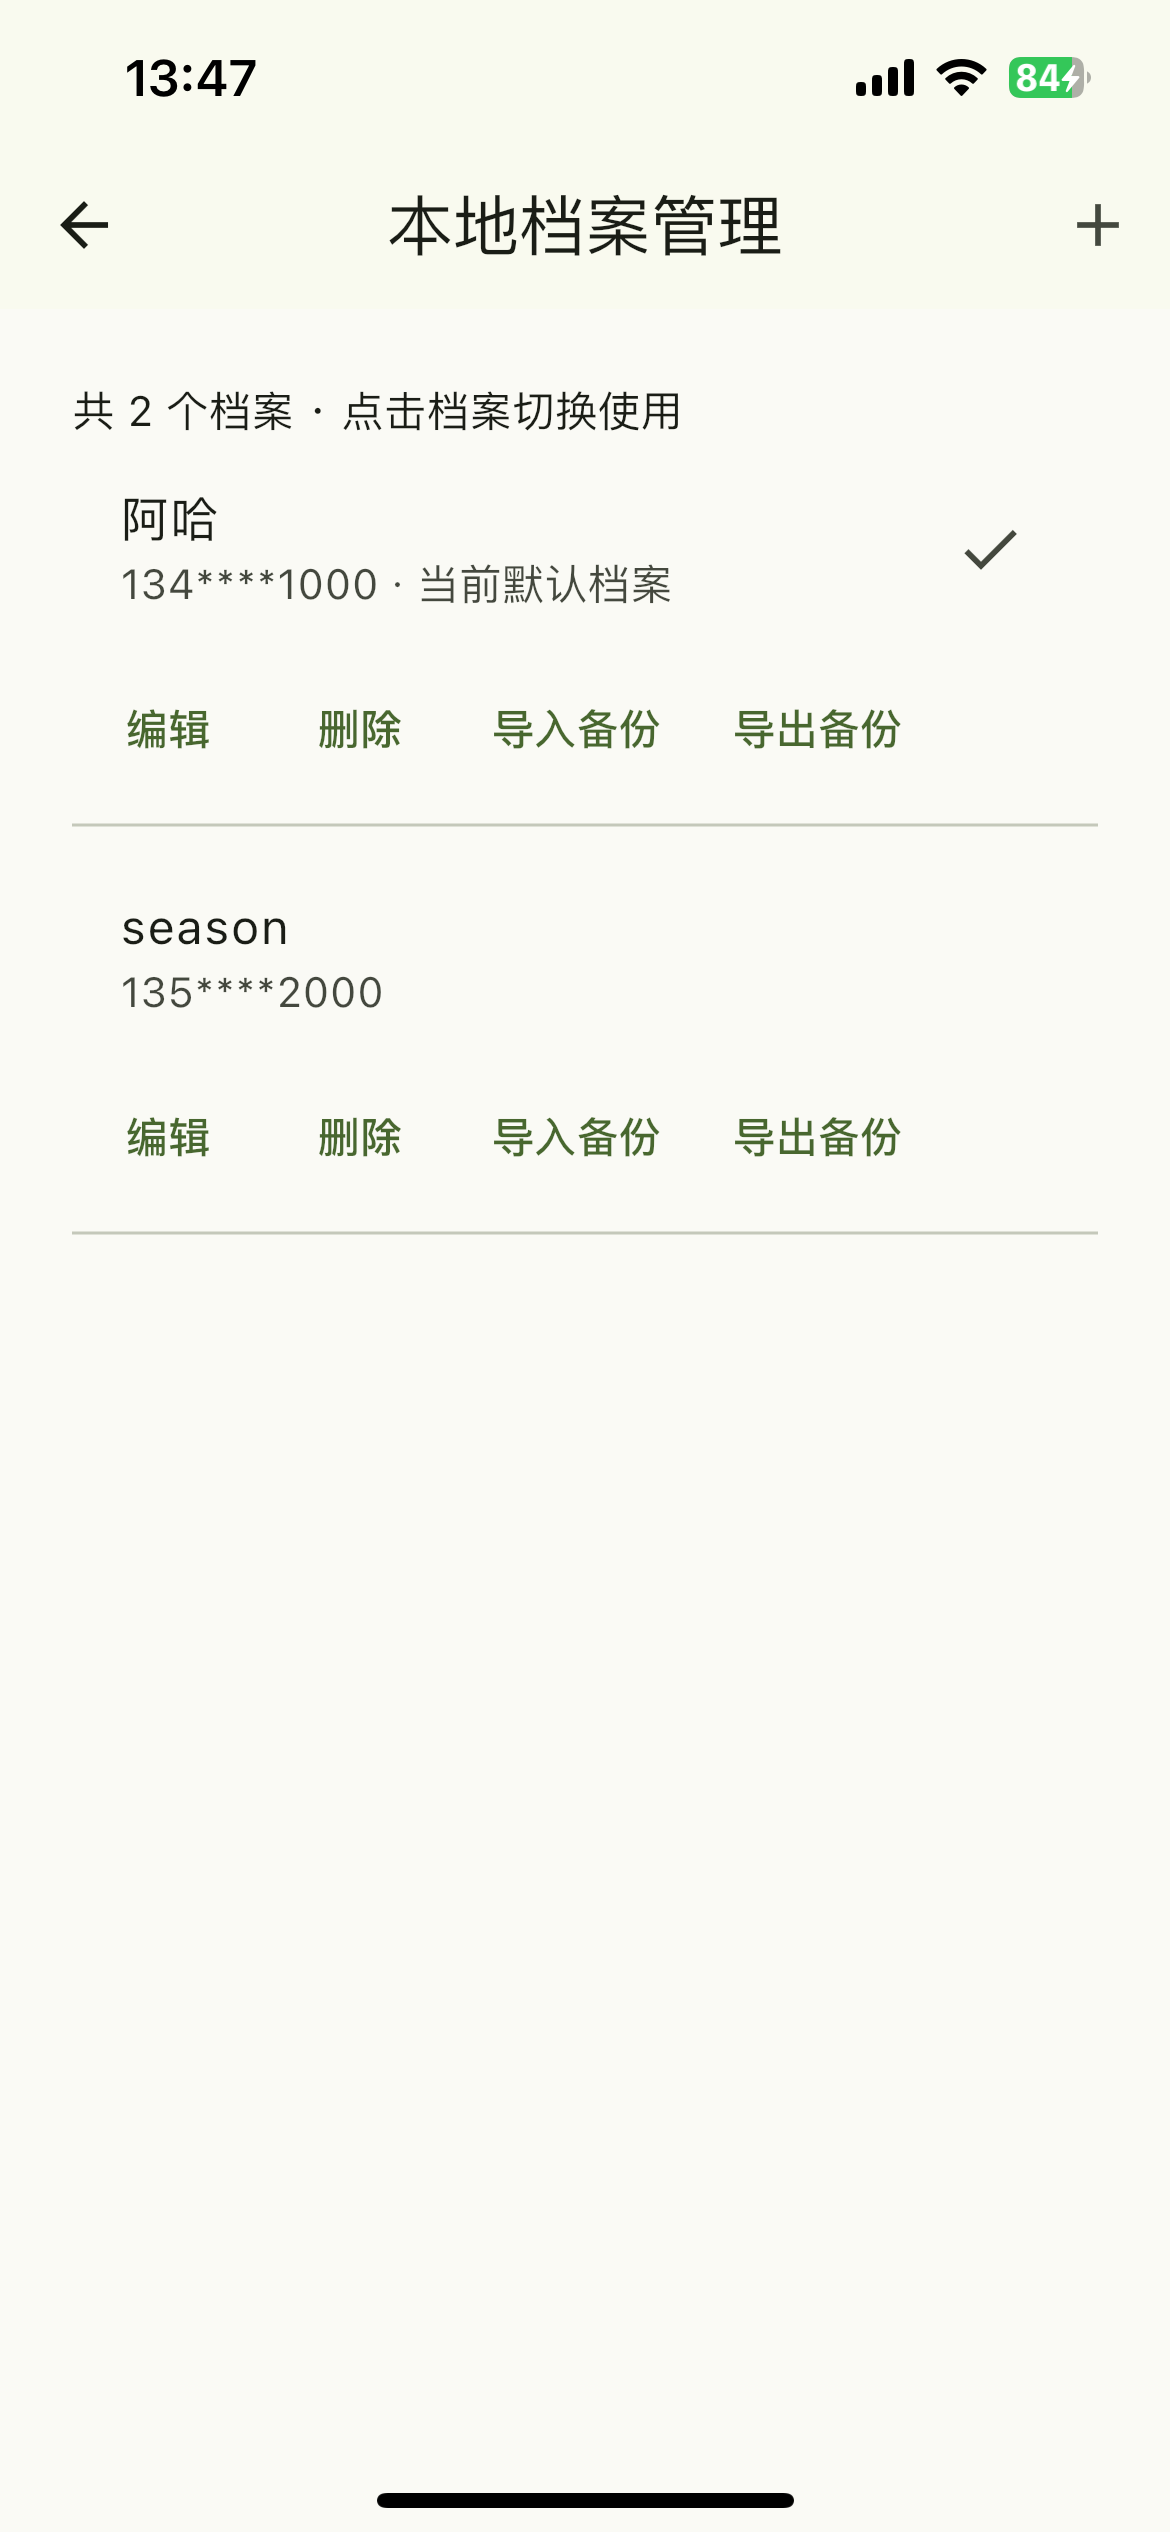 13:47
84
本地档案管理
共 2 个档案 · 点击档案切换使用
阿哈
134****1000 · 当前默认档案
编辑 删除 导入备份 导出备份
season
135****2000
编辑 删除 导入备份 导出备份